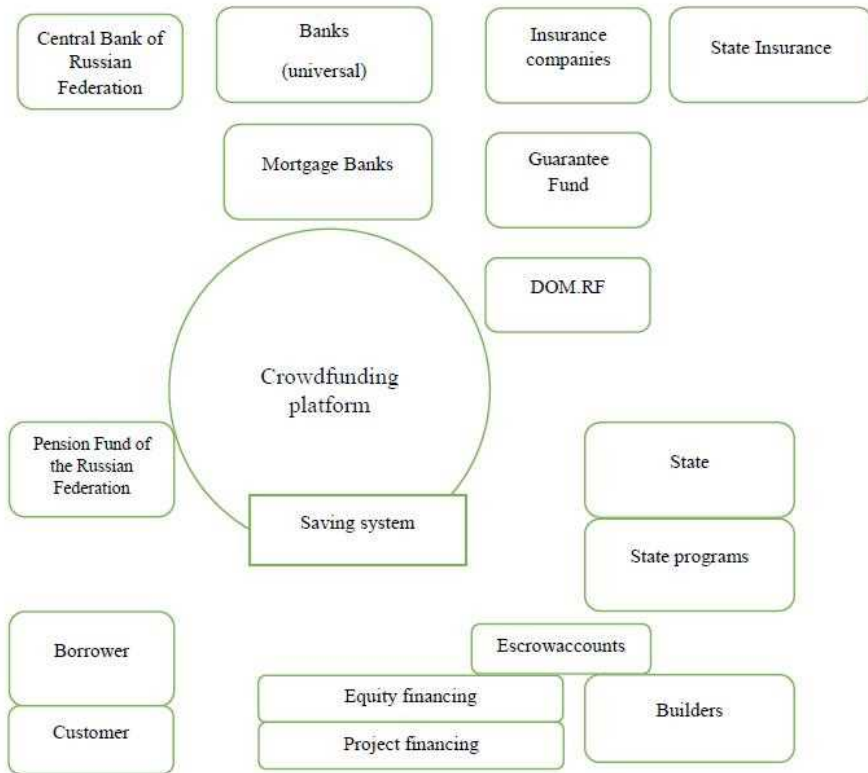 Central Bank of
Russian
Federation
Banks
(universal)
Insurance
companies
State Insurance
Mortgage Banks
Guarantee
Fund
DOM.RF
Crowdfunding
platform
Pension Fund of
the Russian
Federation
State
Saving system
State programs
Borrower
Escrowaccounts
Equity financing
Builders
Customer
Project financing